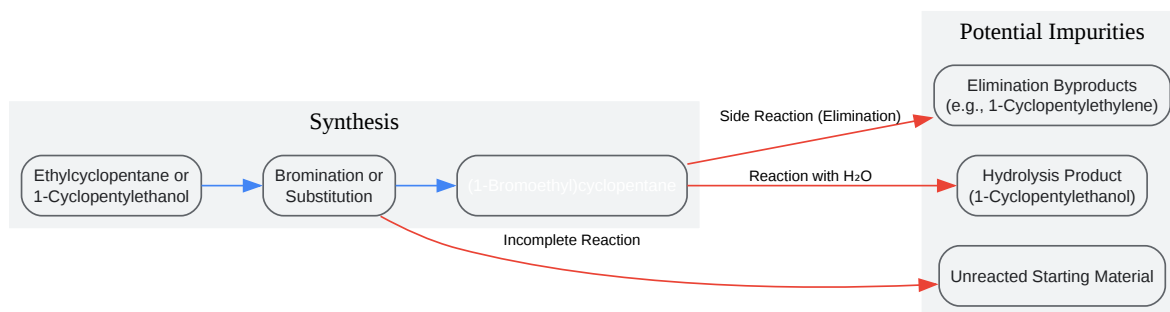 Potential Impurities
Elimination Byproducts
(e.g., 1-Cyclopentylethylene)
Synthesis
Side Reaction (Elimination)
Ethylcyclopentane or
1-Cyclopentylethanol
Bromination or
Substitution
(1-Bromoethyl)cyclopentane
Reaction with H₂O
Hydrolysis Product
(1-Cyclopentylethanol)
Incomplete Reaction
Unreacted Starting Material